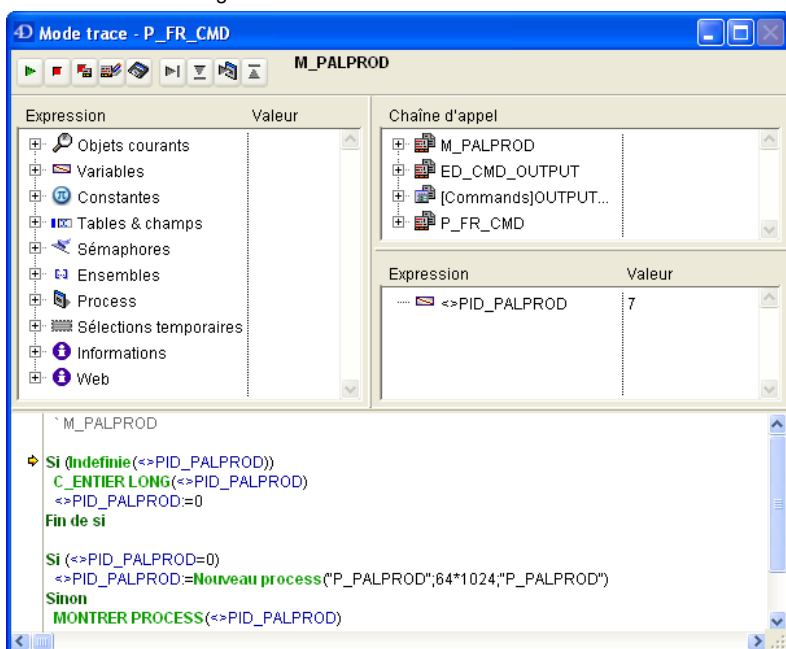 Mode trace - P_FR_CMD
M_PALPROD
Expression Valeur
Objets courants
Variables
Constantes
Tables & champs
Sémaphores
Ensembles
Process
Sélections temporaires
Informations
Web
Chaîne d'appel
M_PALPROD
ED_CMD_OUTPUT
[Commands]OUTPUT...
P_FR_CMD
Expression Valeur
<>PID_PALPROD 7
`M_PALPROD
Si (Indefinie(<>PID_PALPROD))
C_ENTIER LONG(<>PID_PALPROD)
<>PID_PALPROD:=0
Fin de si
Si (<>PID_PALPROD=0)
<>PID_PALPROD:=Nouveau process("P_PALPROD";64*1024;"P_PALPROD")
Sinon
MONTRER PROCESS(<>PID_PALPROD)